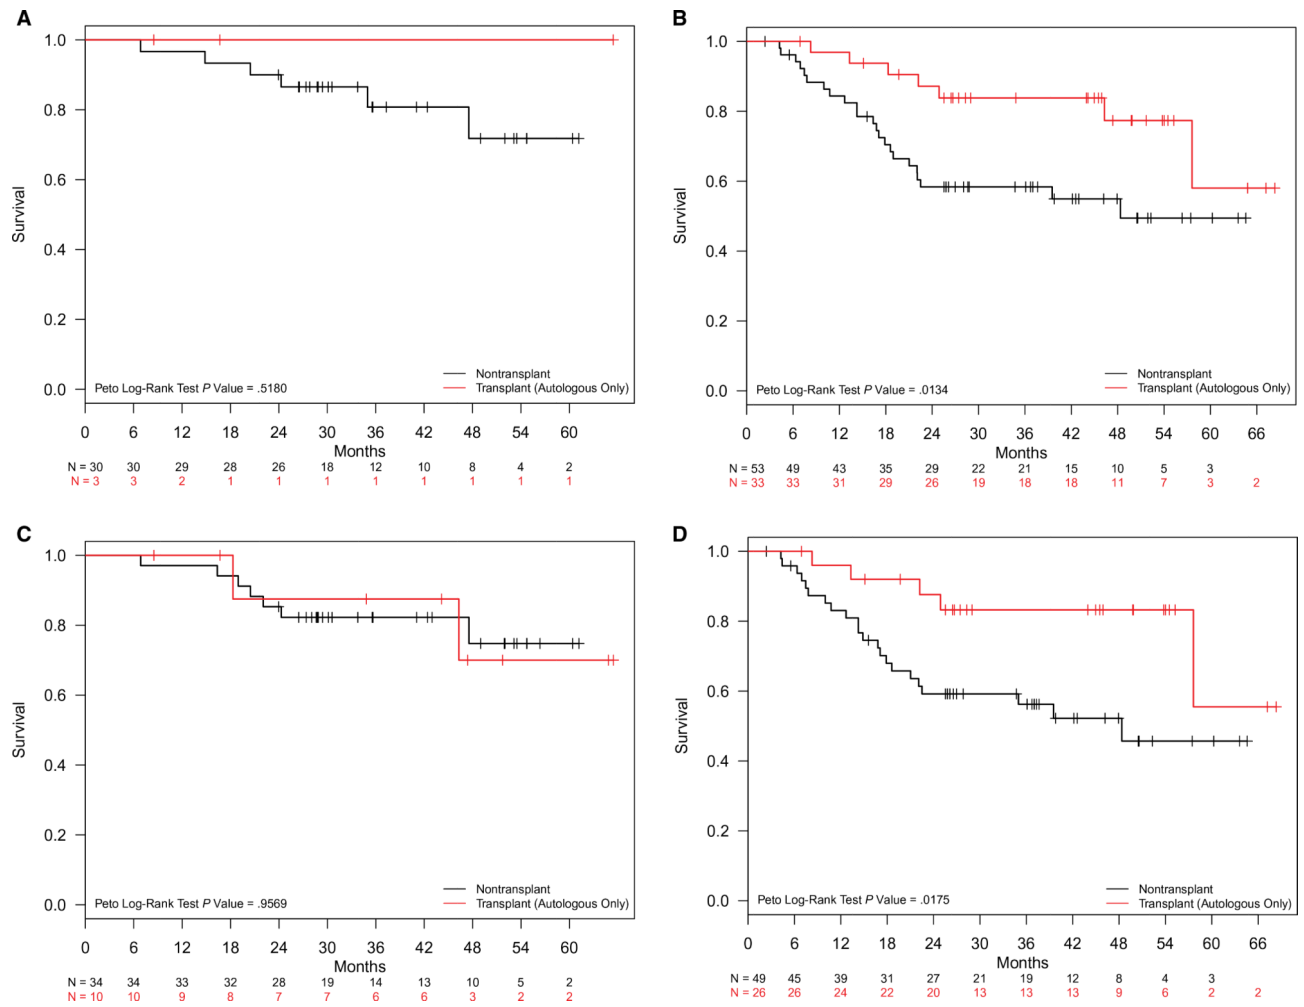 A
1.0
0.8
0.6
0.4
0.2
0.0
Survival
Peto Log-Rank Test P Value = .5180
Nontransplant
Transplant (Autologous Only)
0 6 12 18 24 30 36 42 48 54 60
Months
N = 30 30 29 28 26 18 12 10 8 4 2
N = 3 3 2 1 1 1 1 1 1 1 1
B
1.0
0.8
0.6
0.4
0.2
0.0
Survival
Peto Log-Rank Test P Value = .0134
Nontransplant
Transplant (Autologous Only)
0 6 12 18 24 30 36 42 48 54 60 66
Months
N = 53 49 43 35 29 22 21 15 10 5 3
N = 33 33 31 29 26 19 18 18 11 7 3 2
C
1.0
0.8
0.6
0.4
0.2
0.0
Survival
Peto Log-Rank Test P Value = .9569
Nontransplant
Transplant (Autologous Only)
0 6 12 18 24 30 36 42 48 54 60
Months
N = 34 34 33 32 28 19 14 13 10 5 2
N = 10 10 9 8 7 7 6 6 3 2 2
D
1.0
0.8
0.6
0.4
0.2
0.0
Survival
Peto Log-Rank Test P Value = .0175
Nontransplant
Transplant (Autologous Only)
0 6 12 18 24 30 36 42 48 54 60 66
Months
N = 49 45 39 31 27 21 19 12 8 4 3
N = 26 26 24 22 20 13 13 13 9 6 2 2